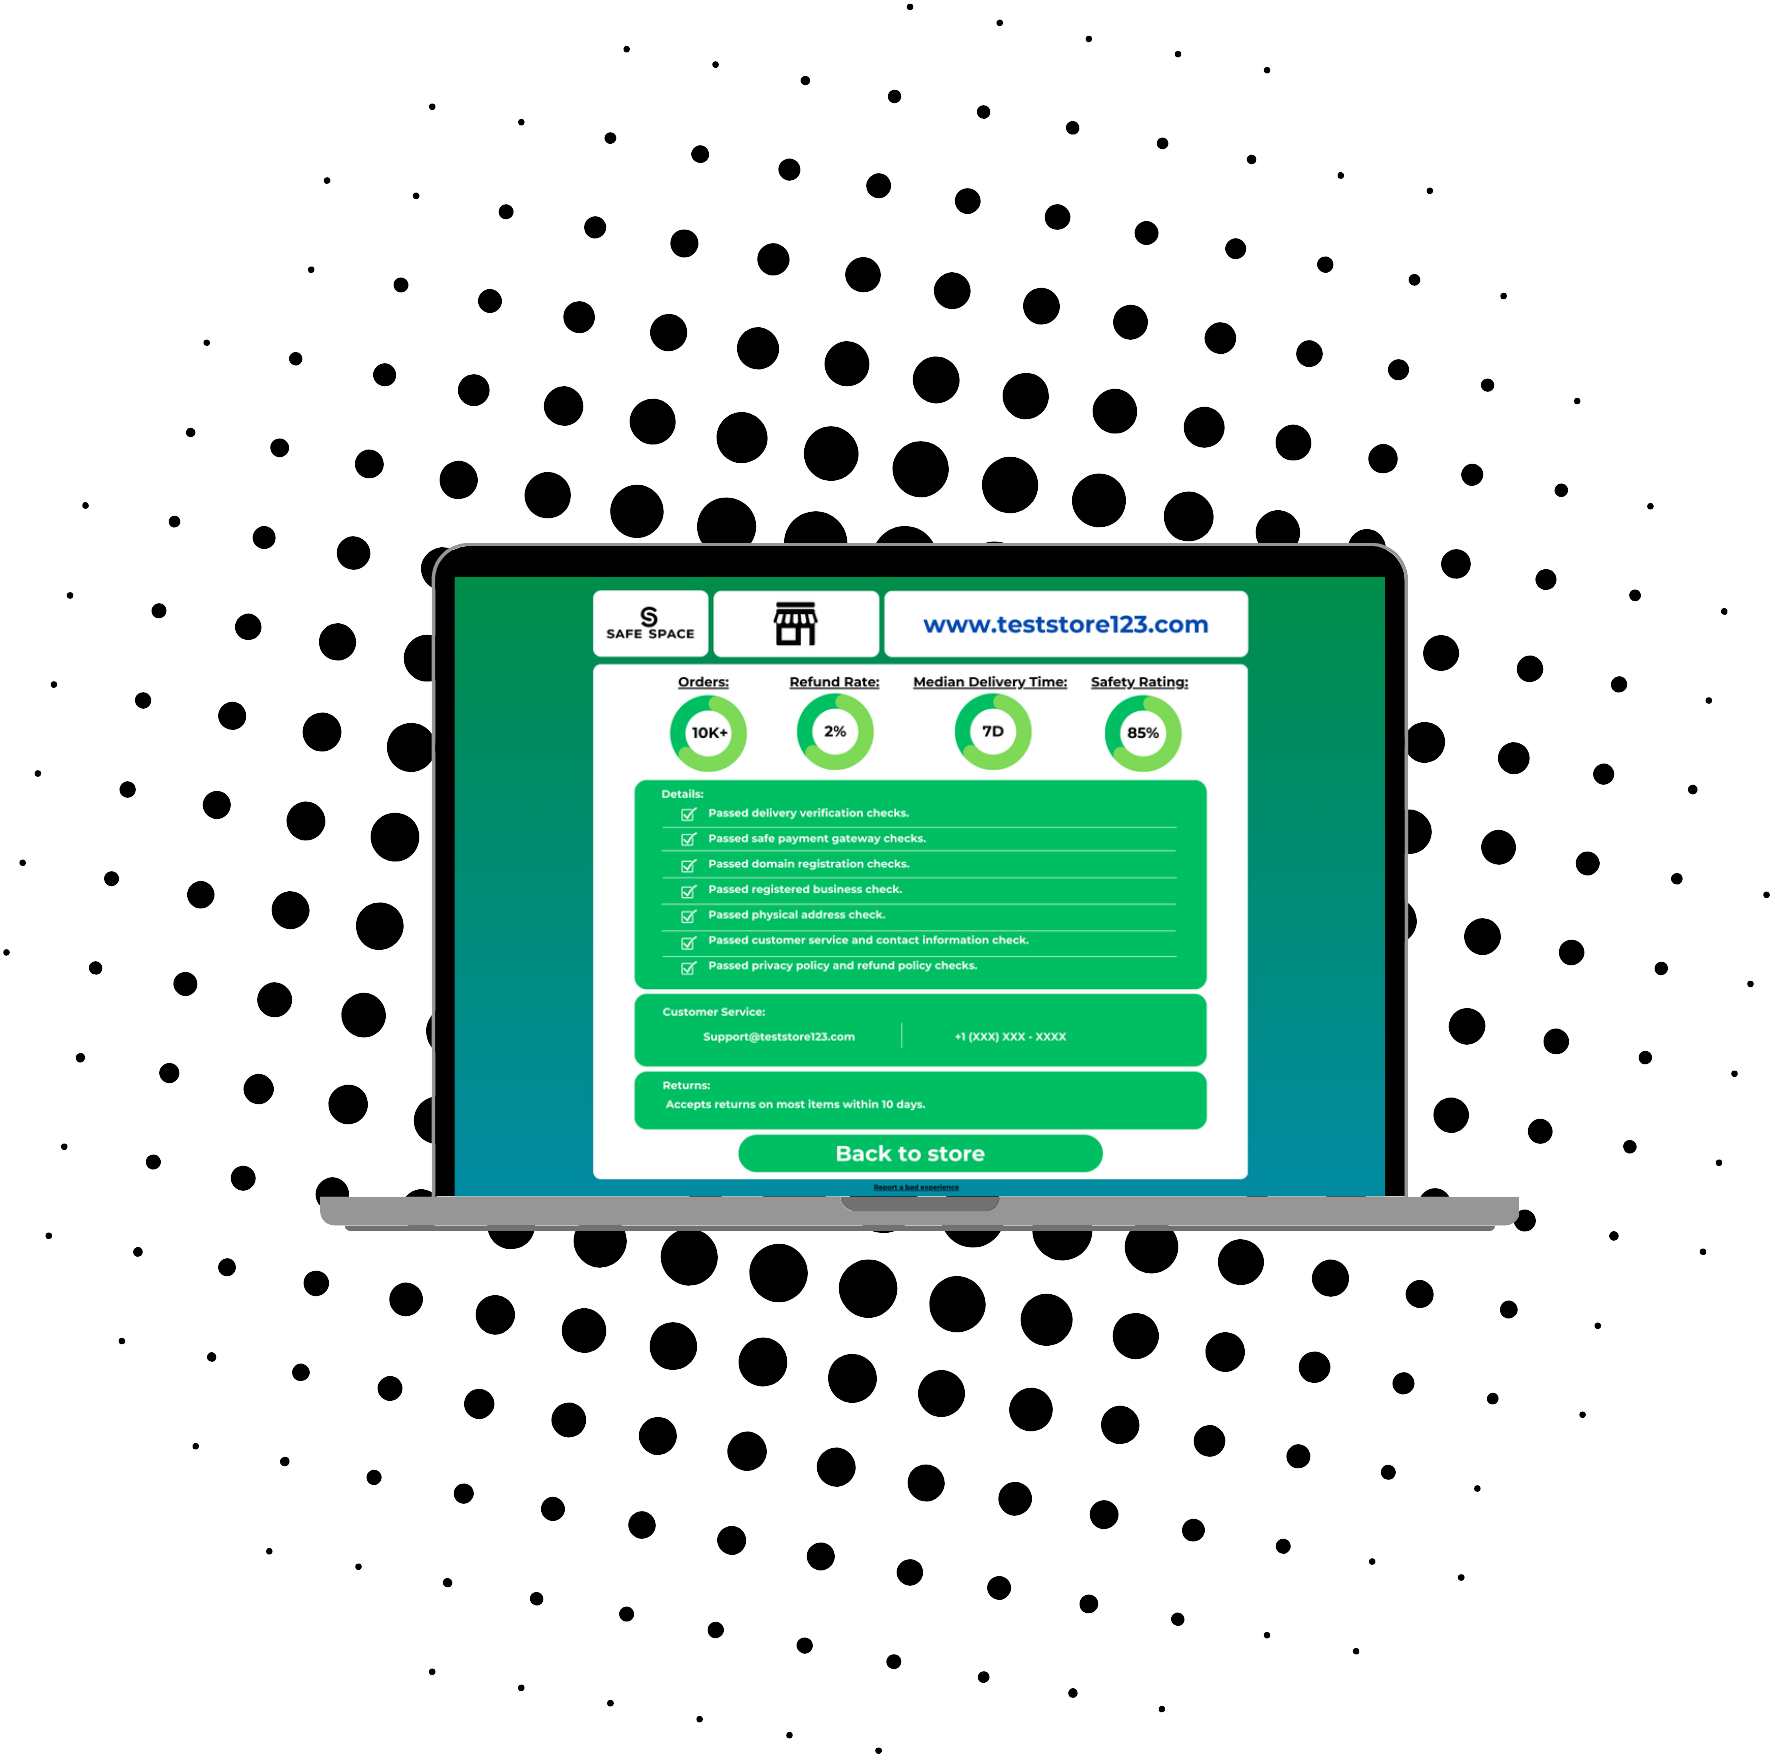 SAFE SPACE
www.teststore123.com
Orders:
Refund Rate:
Median Delivery Time:
Safety Rating:
10K+
2%
7D
85%
Details:
Passed delivery verification checks.
Passed safe payment gateway checks.
Passed domain registration checks.
Passed registered business check.
Passed physical address check.
Passed customer service and contact information check.
Passed privacy policy and refund policy checks.
Customer Service:
Support@teststore123.com
+1 (XXX) XXX - XXXX
Returns:
Accepts returns on most items within 10 days.
Back to store
Report a bad experience